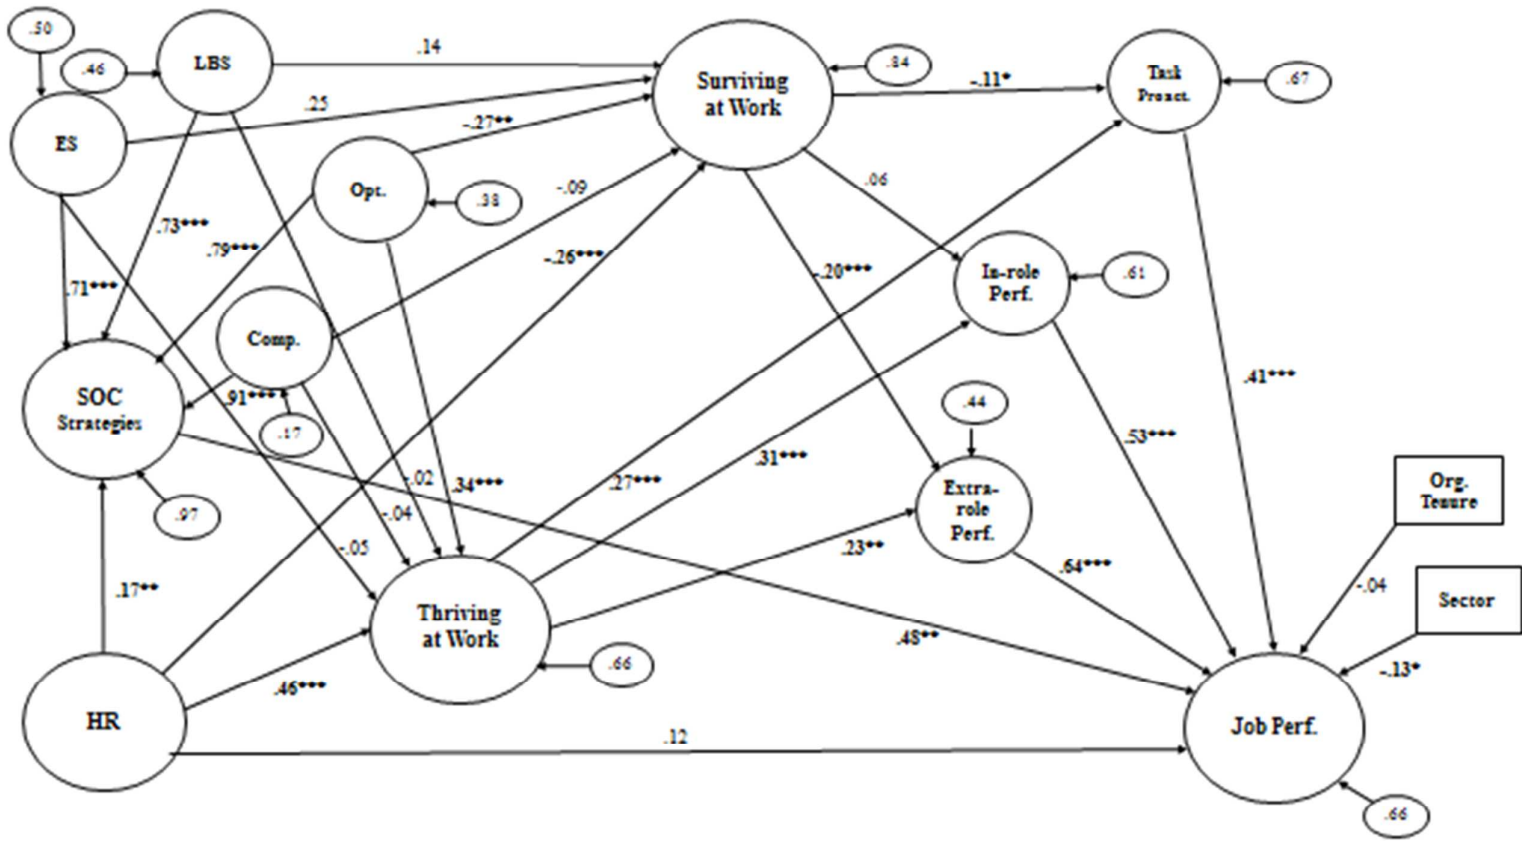 .50
.46
LBS
.14
Surviving
at Work
.84
-.11*
Task
Proact.
.67
ES
.25
-.27**
Opt.
.38
-.09
.06
.73***
.79***
-.26***
-.20***
In-role
Perf.
.61
.71***
Comp.
SOC
Strategies
.91***
.17
.41***
.44
.53***
.31***
.02
.34***
.27***
-.04
Extra-
role
Perf.
Org.
Tenure
.97
-.05
.23**
.64***
-.04
.17**
Thriving
at Work
Sector
.48**
.66
-.13*
.46***
HR
.12
Job Perf.
.66